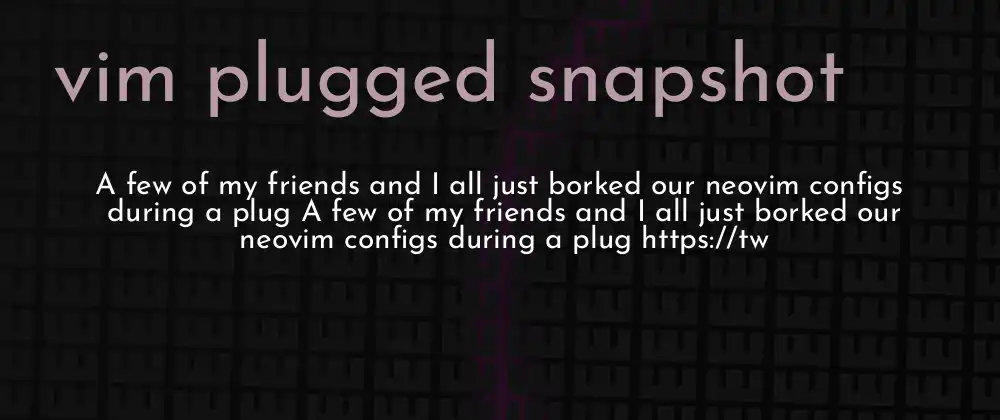 vim plugged snapshot
A few of my friends and I all just borked our neovim configs
during a plug A few of my friends and I all just borked our
neovim configs during a plug https://tw